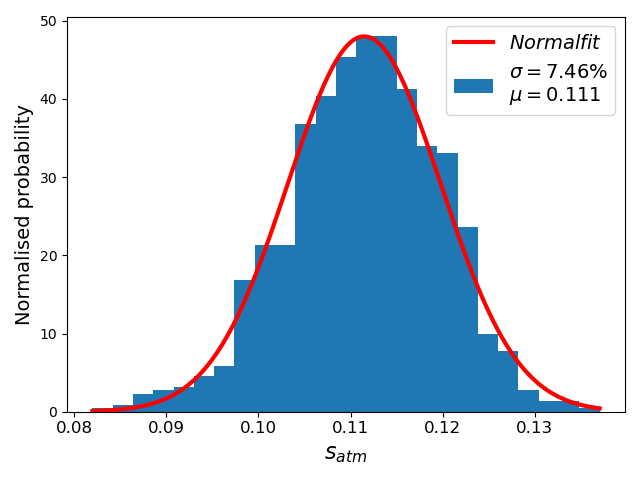 50
40
30
20
10
0
Normalised probability
Normalfit
σ = 7.46%
μ = 0.111
0.08 0.09 0.10 0.11 0.12 0.13
s_atm